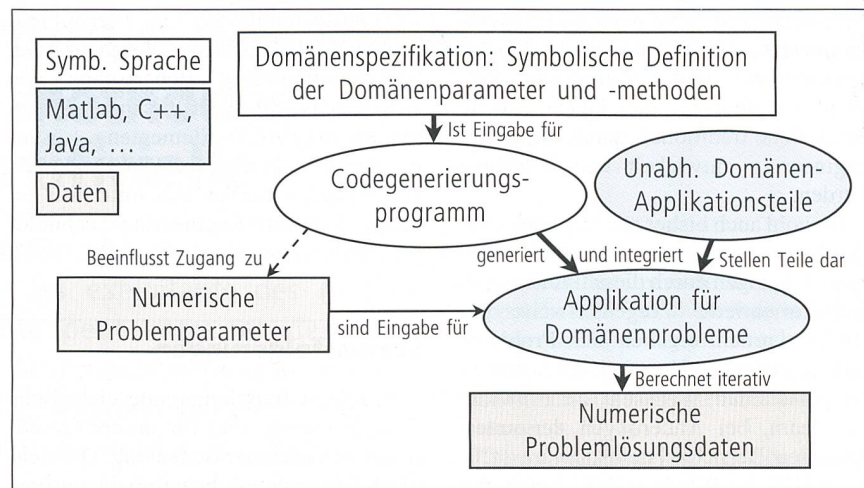 Symb. Sprache
Matlab, C++,
Java, ...
Daten
Domänenspezifikation: Symbolische Definition
der Domänenparameter und -methoden
Ist Eingabe für
Codegenerierungs-
programm
Unabh. Domänen-
Applikationsteile
Beeinflusst Zugang zu
generiert
und integriert
Stellen Teile dar
Numerische
Problemparameter
sind Eingabe für
Applikation für
Domänenprobleme
Berechnet iterativ
Numerische
Problemlösungsdaten